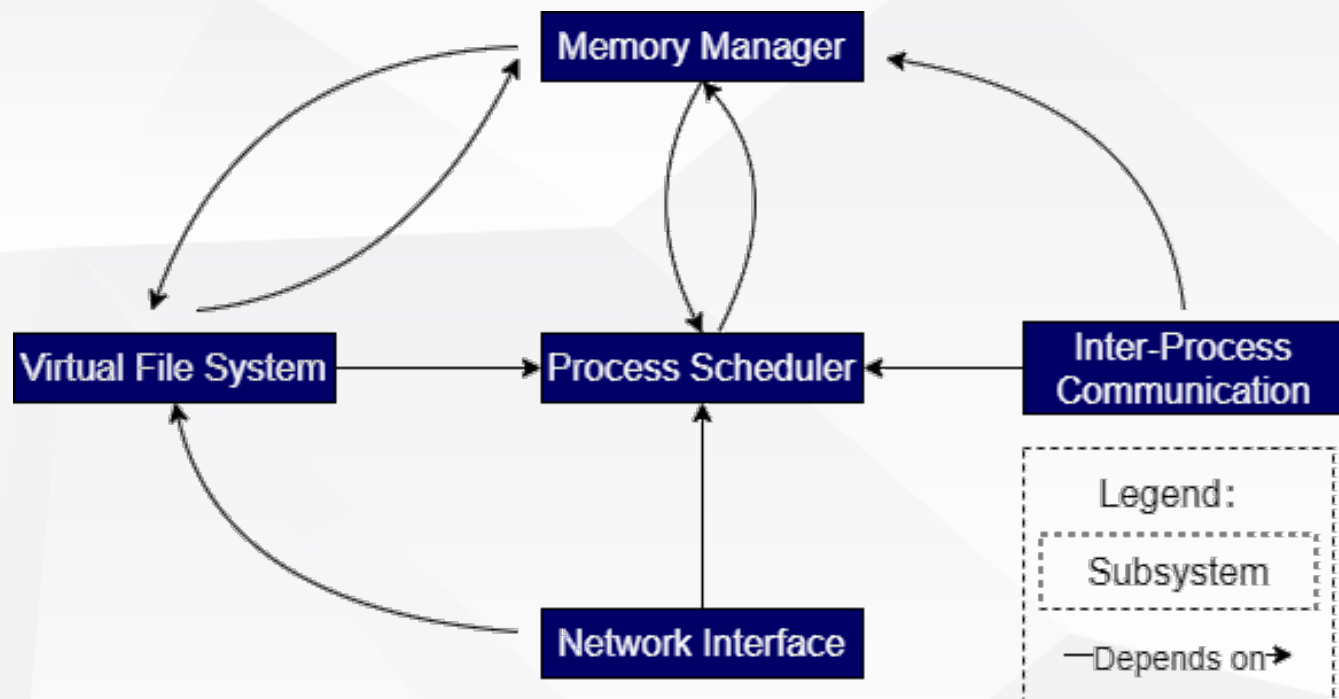 Memory Manager
Virtual File System
Process Scheduler
Inter-Process
Communication
Network Interface
Legend:
Subsystem
Depends on